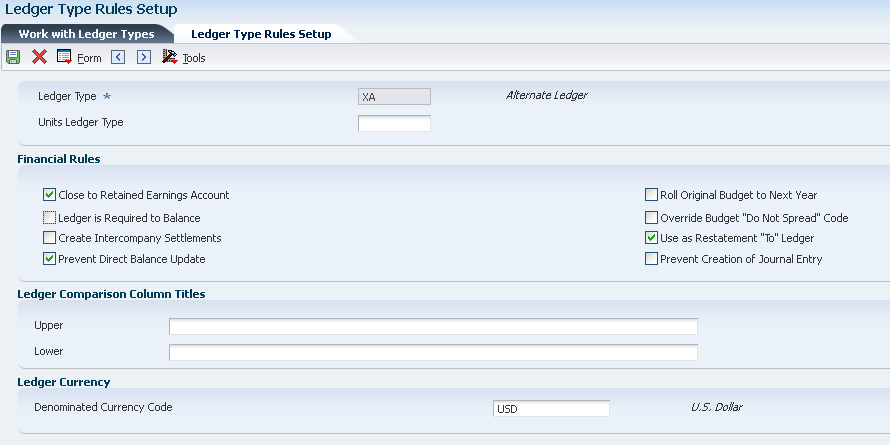 Ledger Type Rules Setup
Work with Ledger Types Ledger Type Rules Setup
Form < > Tools
Ledger Type * XA Alternate Ledger
Units Ledger Type
Financial Rules
Close to Retained Earnings Account Roll Original Budget to Next Year
Ledger is Required to Balance Override Budget "Do Not Spread" Code
Create Intercompany Settlements Use as Restatement "To" Ledger
Prevent Direct Balance Update Prevent Creation of Journal Entry
Ledger Comparison Column Titles
Upper
Lower
Ledger Currency
Denominated Currency Code USD U.S. Dollar